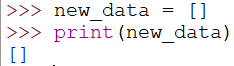 >>> new_data = []
>>> print(new_data)
[]